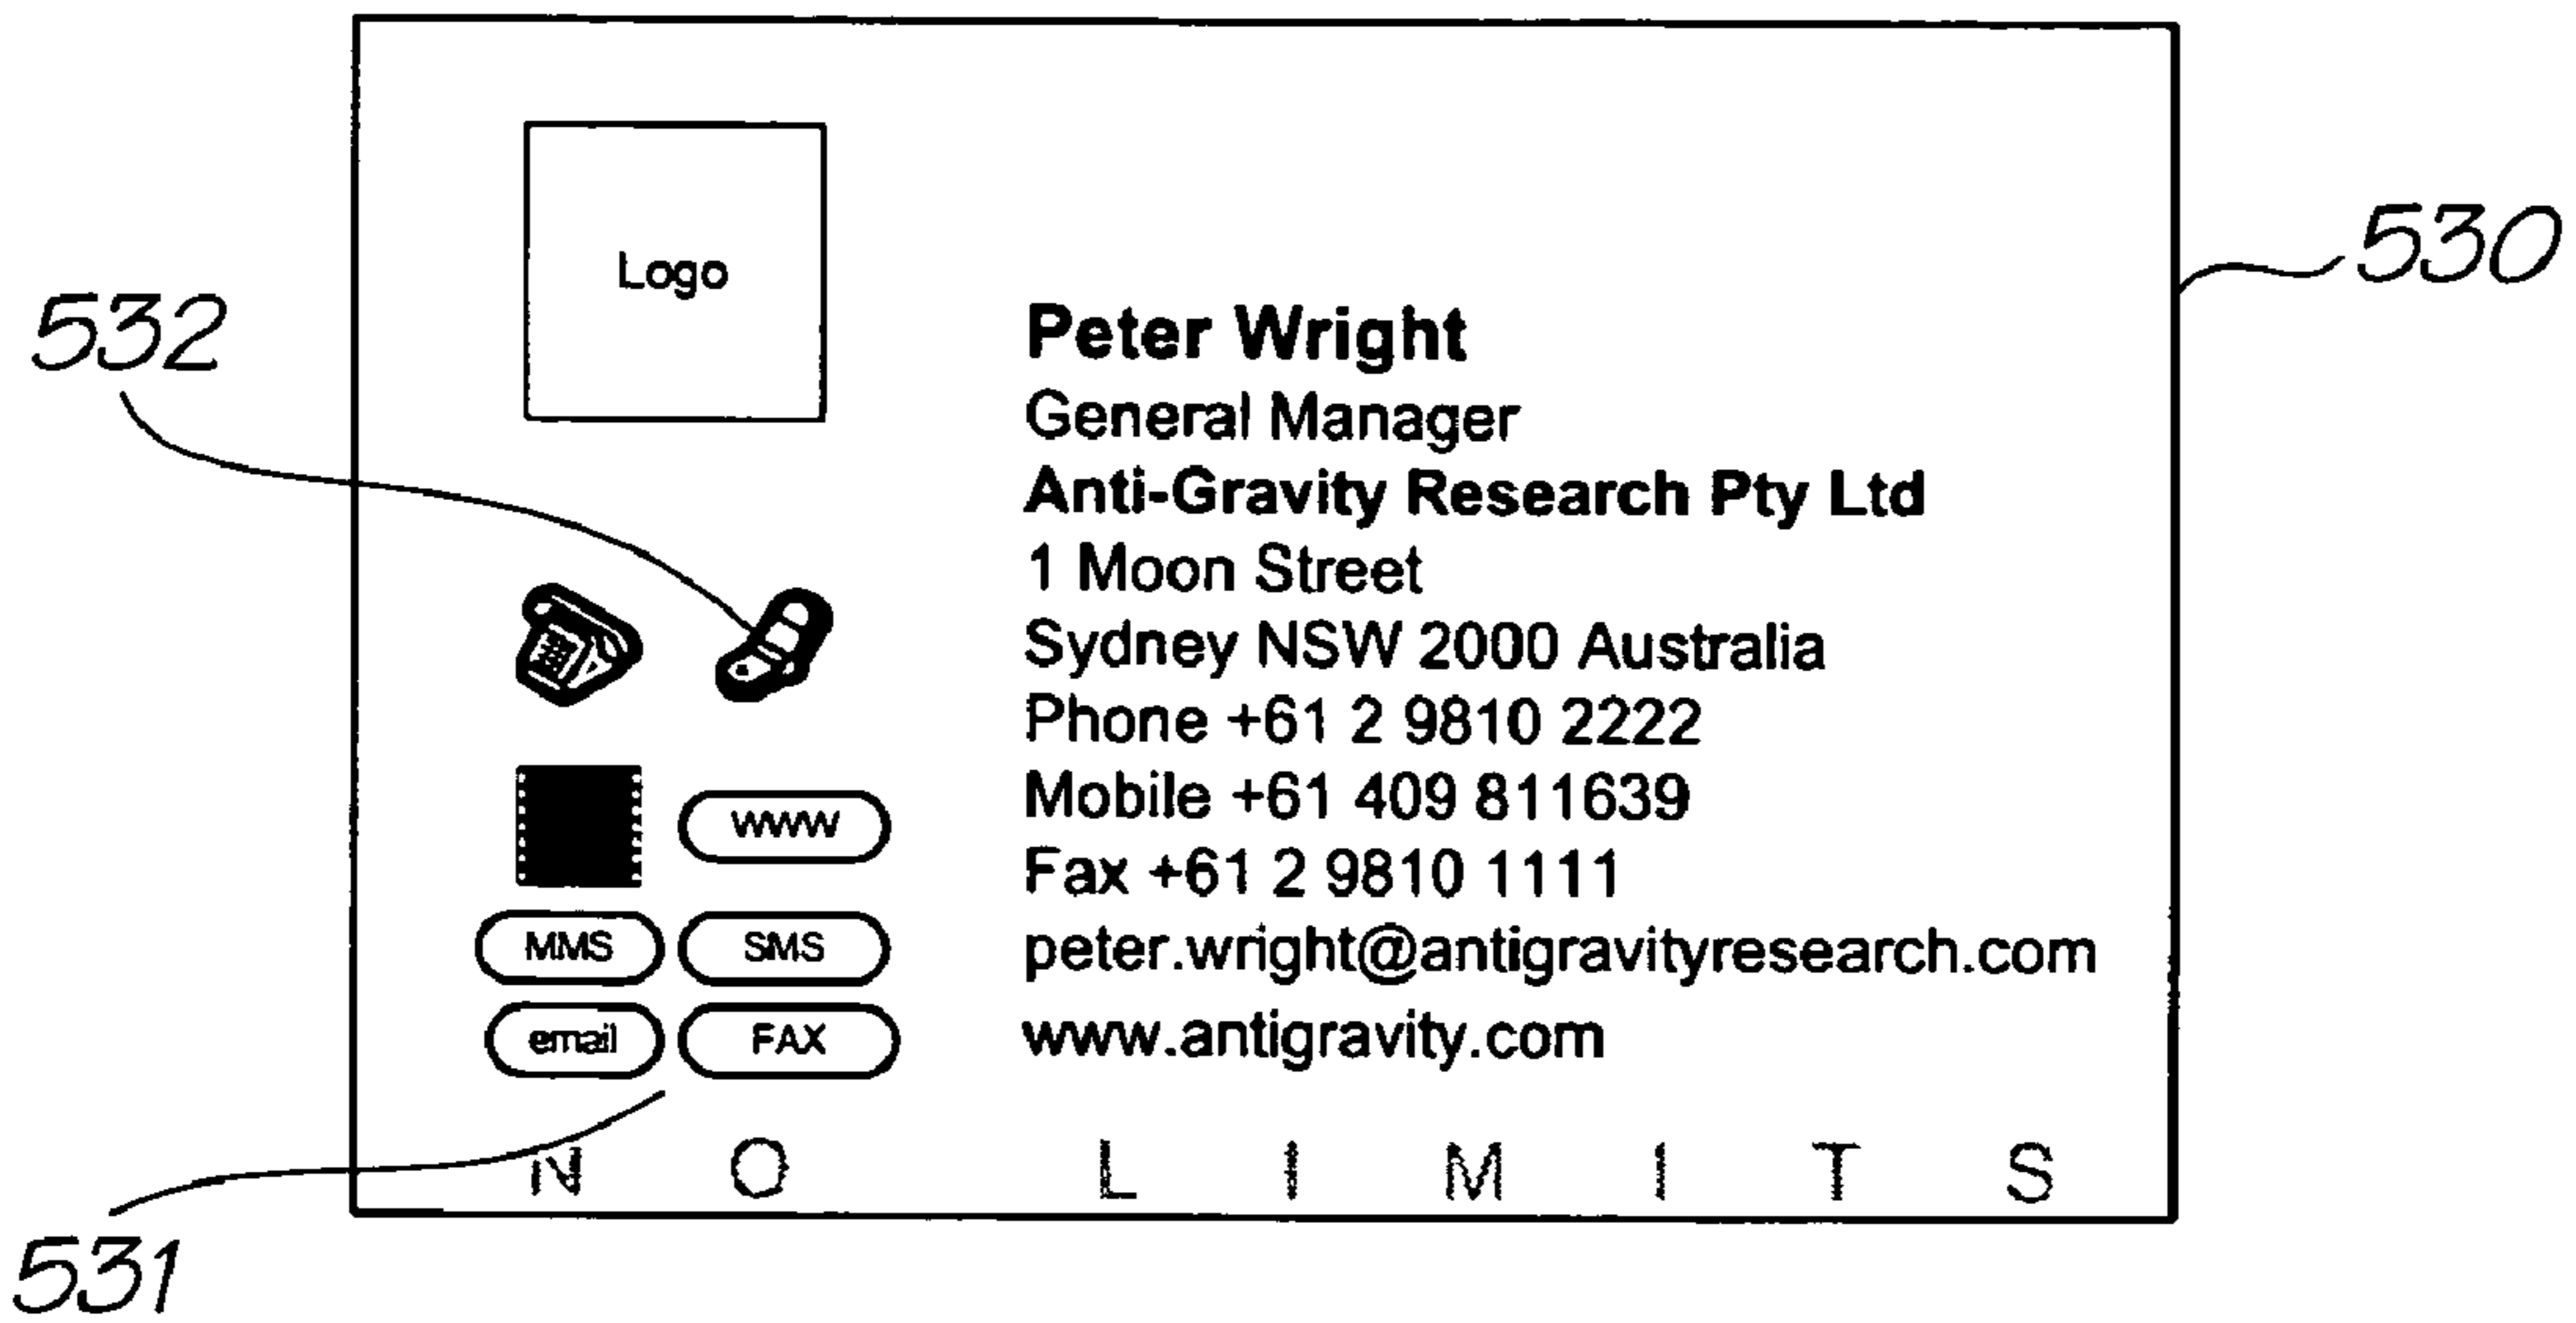 530
Logo
532
Peter Wright
General Manager
Anti-Gravity Research Pty Ltd
1 Moon Street
Sydney NSW 2000 Australia
Phone +61 2 9810 2222
Mobile +61 409 811639
Fax +61 2 9810 1111
peter.wright@antigravityresearch.com
www.antigravity.com
WWW
MMS SMS
email FAX
NO LIMITS
531